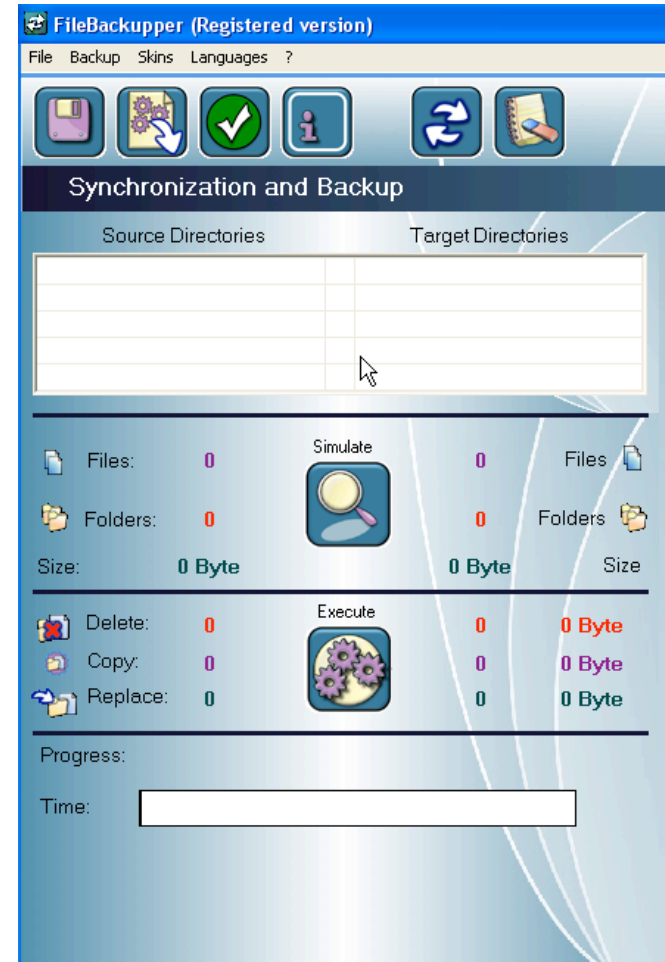 FileBackupper (Registered version)
File Backup Skins Languages ?
Synchronization and Backup
Source Directories Target Directories
Simulate
Files: 0 0 Files
Folders: 0 0 Folders
Size: 0 Byte 0 Byte Size
Execute
Delete: 0 0 0 Byte
Copy: 0 0 0 Byte
Replace: 0 0 0 Byte
Progress:
Time: